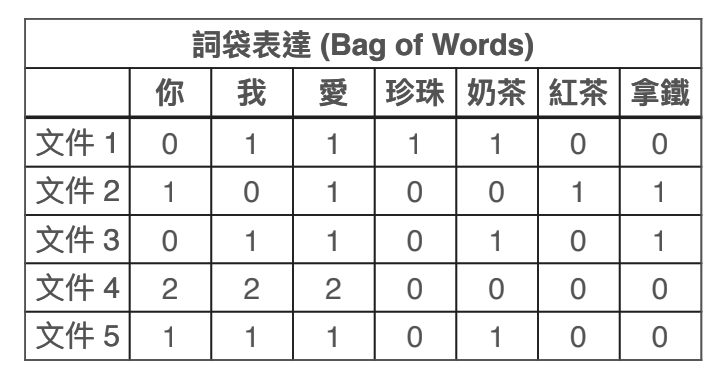 詞袋表達 (Bag of Words)
你 我 愛 珍珠 奶茶 紅茶 拿鐵
文件 1 0 1 1 1 1 0 0
文件 2 1 0 1 0 0 1 1
文件 3 0 1 1 0 1 0 1
文件 4 2 2 2 0 0 0 0
文件 5 1 1 1 0 1 0 0